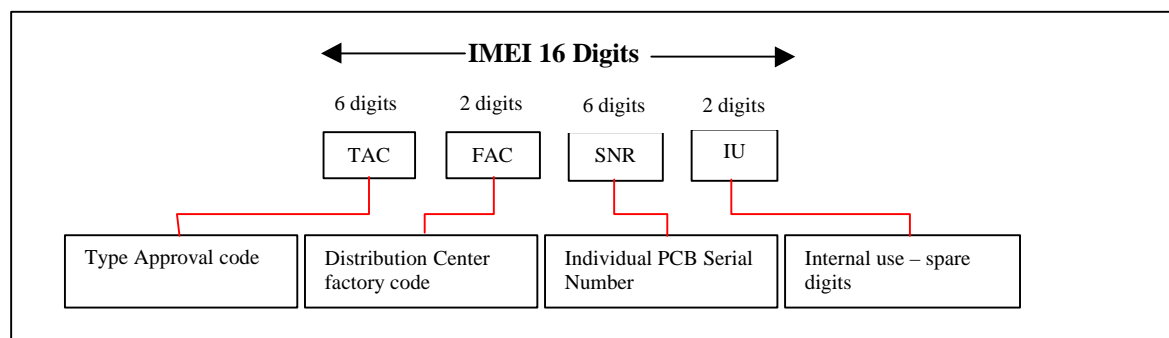 IMEI 16 Digits
6 digits 2 digits 6 digits 2 digits
TAC FAC SNR IU
Type Approval code
Distribution Center
factory code
Individual PCB Serial
Number
Internal use – spare
digits